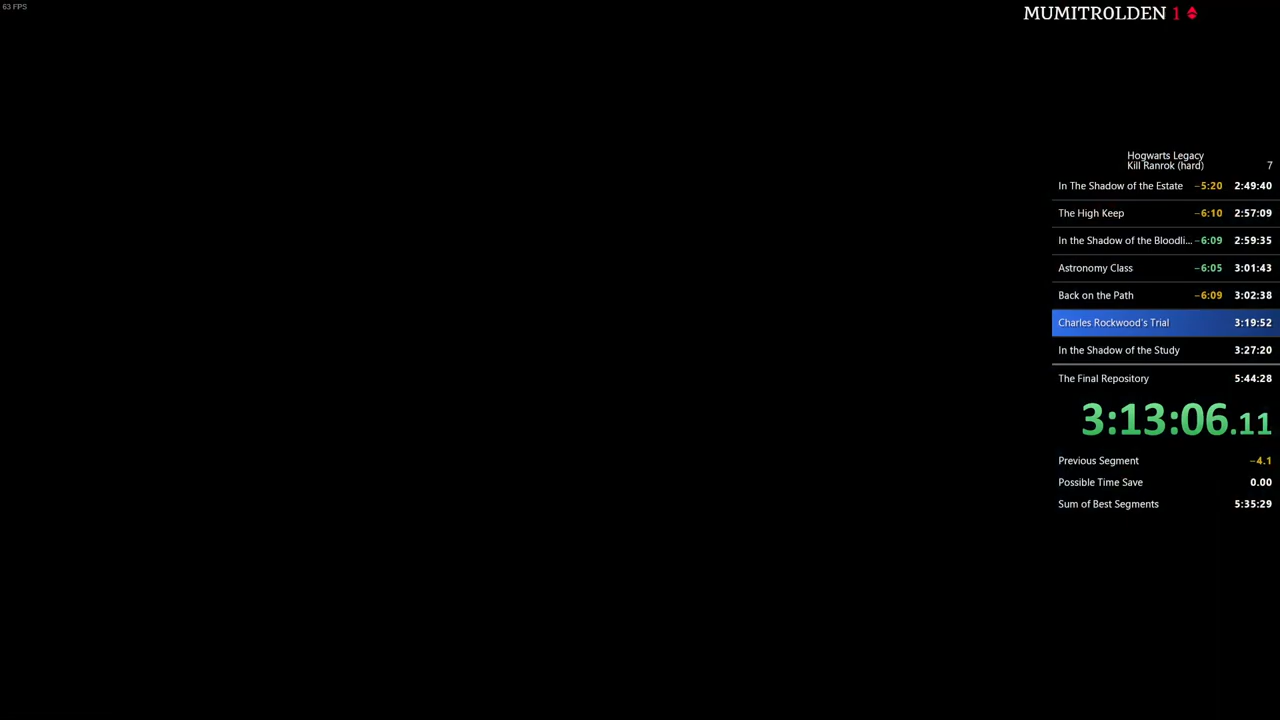 63 FPS
MUMITR0LDEN 1
Hogwarts Legacy
Kill Ranrok (hard) 7
In The Shadow of the Estate −5:20 2:49:40
The High Keep −6:10 2:57:09
In the Shadow of the Bloodli... −6:09 2:59:35
Astronomy Class −6:05 3:01:43
Back on the Path −6:09 3:02:38
Charles Rockwood's Trial 3:19:52
In the Shadow of the Study 3:27:20
The Final Repository 5:44:28
3:13:06.11
Previous Segment −4.1
Possible Time Save 0.00
Sum of Best Segments 5:35:29